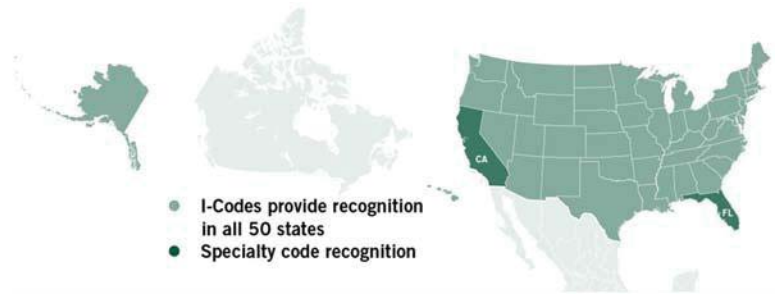 CA
FL
I-Codes provide recognition
in all 50 states
Specialty code recognition